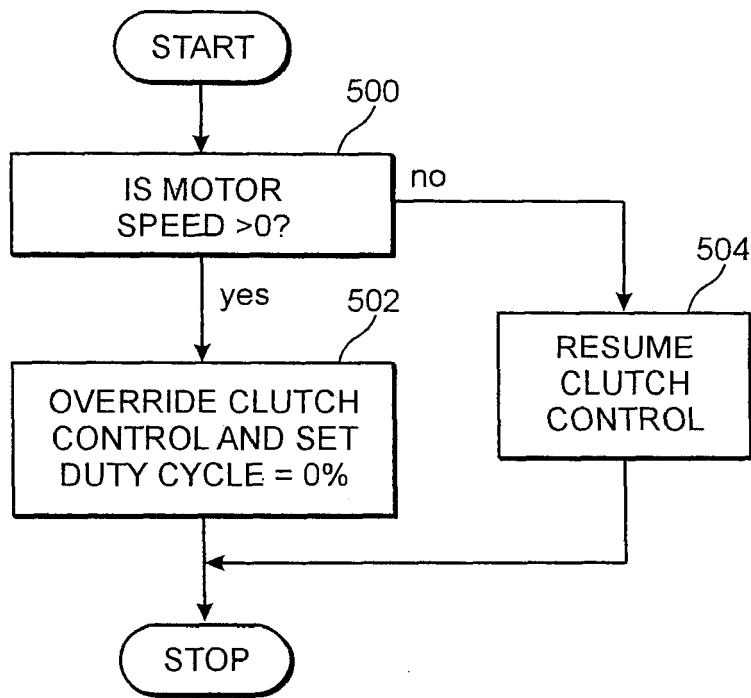 START
500
IS MOTOR
SPEED >0?
no
yes
502
504
OVERRIDE CLUTCH
CONTROL AND SET
DUTY CYCLE = 0%
RESUME
CLUTCH
CONTROL
STOP